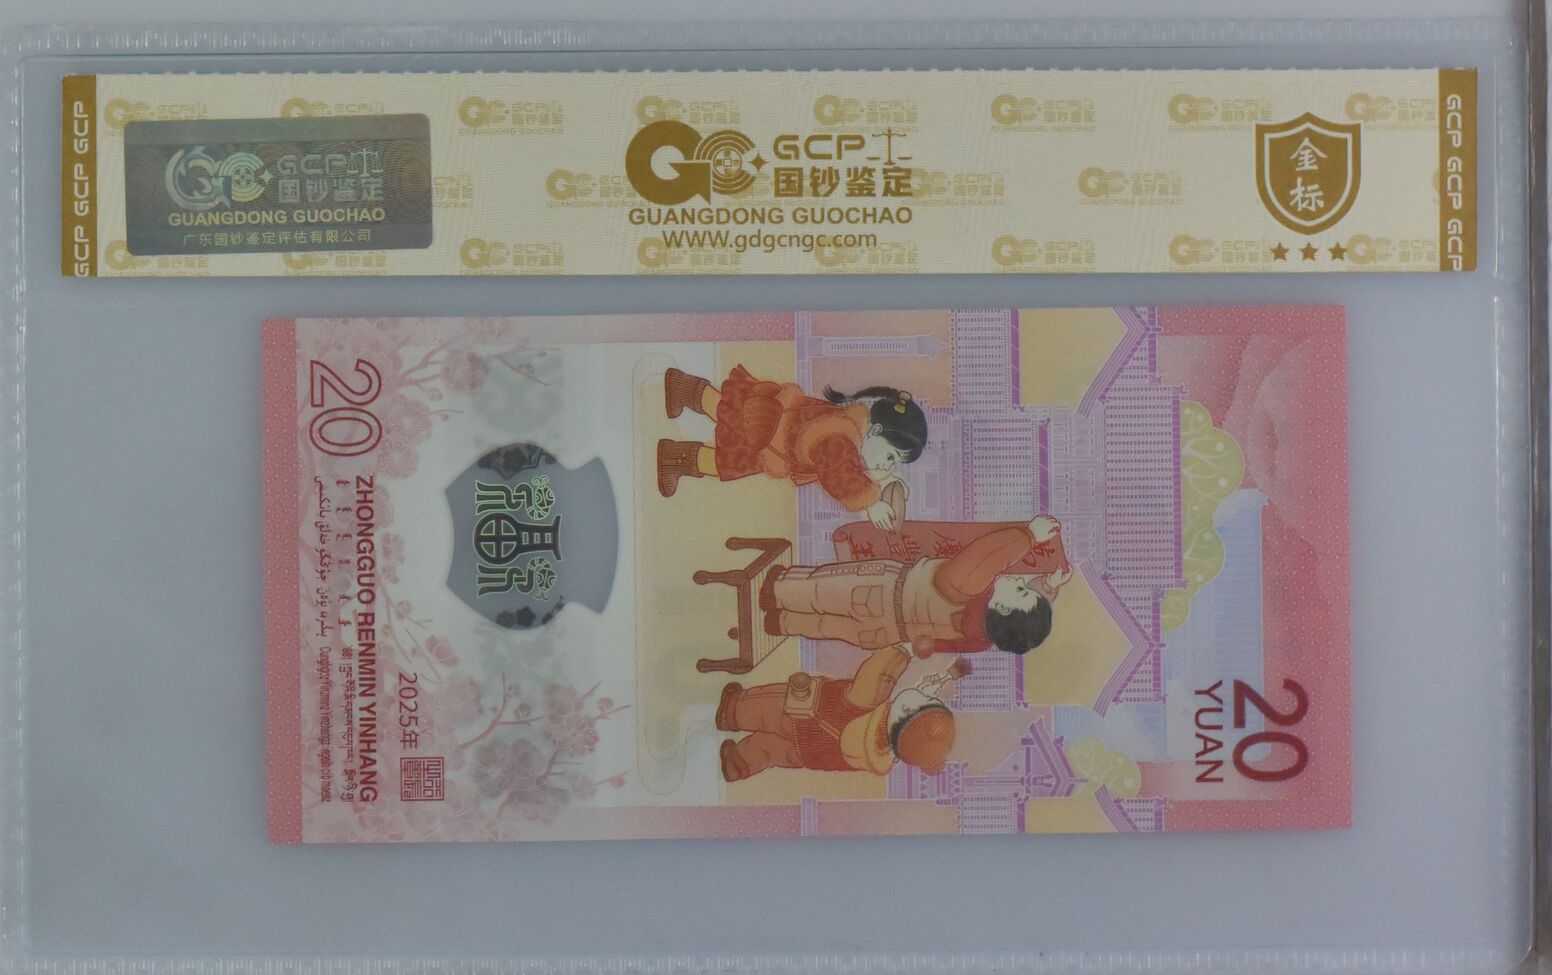 GCP GCP GCP
GCP
国钞鉴定
GUANGDONG GUOCHAO
广东国钞鉴定评估有限公司
GCP
国钞鉴定
GUANGDONG GUOCHAO
WWW.gdgcngc.com
金
标
GCP GCP GCP
20
ZHONGGUO RENMIN YINHANG
2025年
20
YUAN